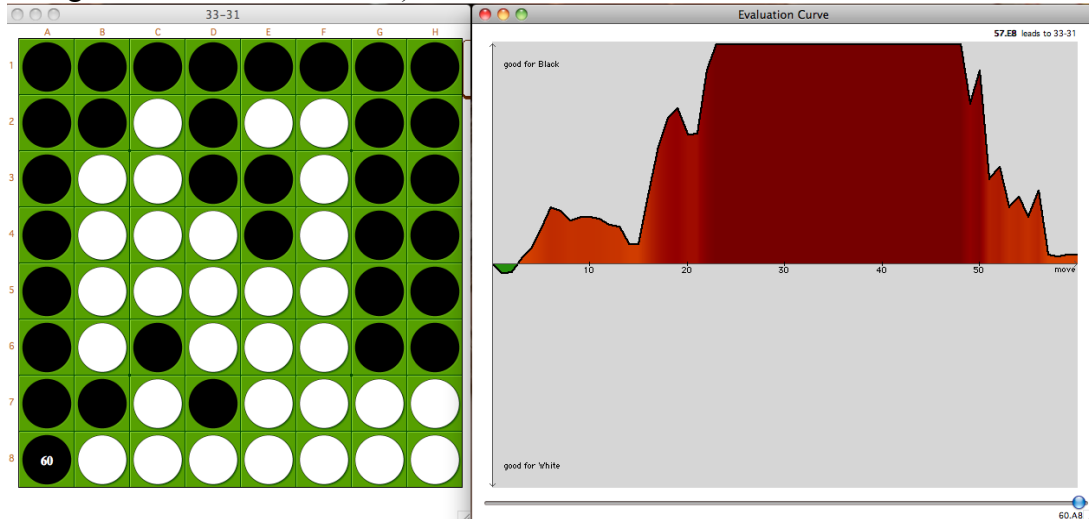 33-31
A B C D E F G H
1
2
3
4
5
6
7
8
60
Evaluation Curve
57.E8 leads to 33-31
good for Black
10 20 30 40 50 move
good for White
60.A8